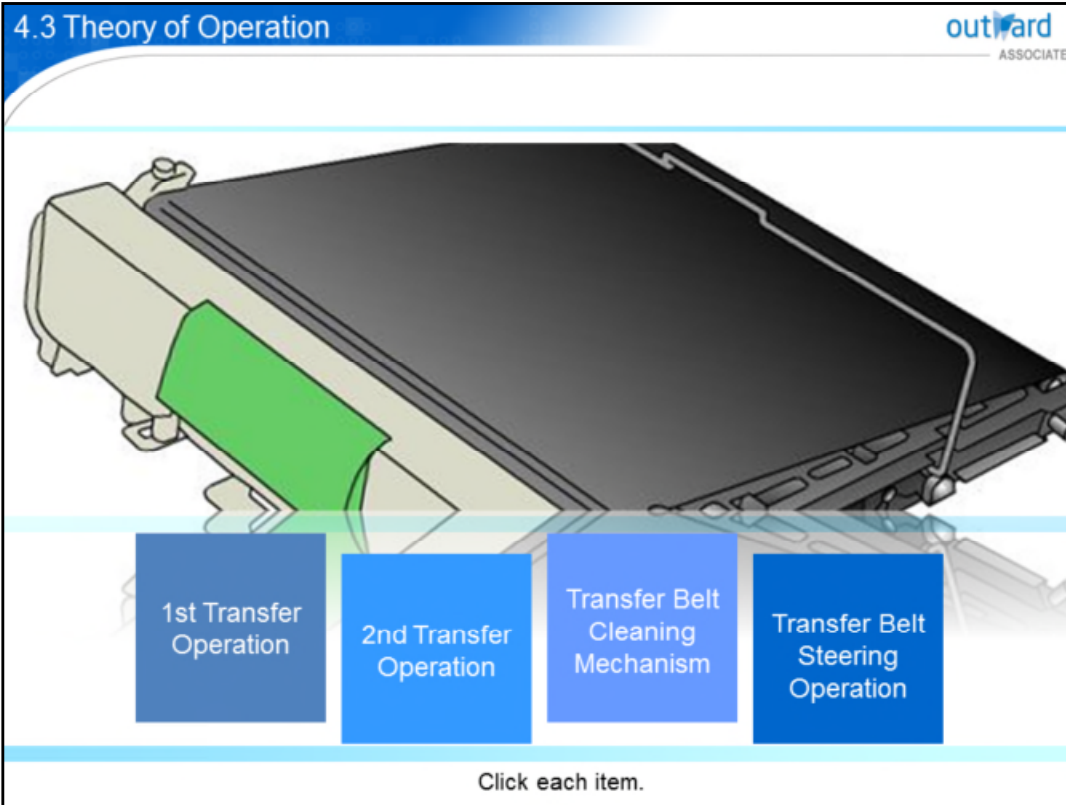 4.3 Theory of Operation
outward
ASSOCIATE
1st Transfer
Operation
2nd Transfer
Operation
Transfer Belt
Cleaning
Mechanism
Transfer Belt
Steering
Operation
Click each item.